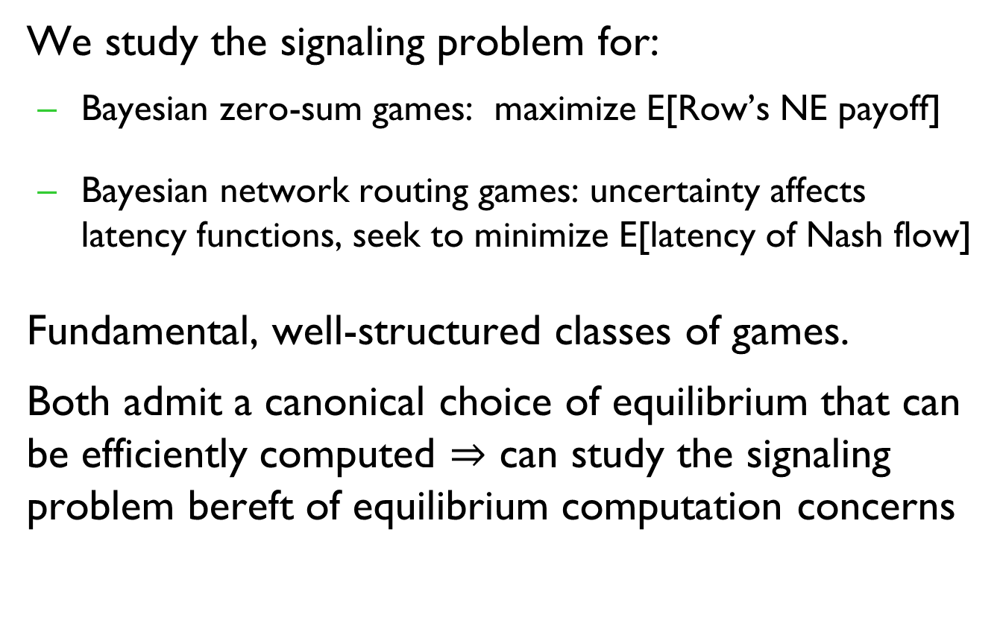 We study the signaling problem for:
– Bayesian zero-sum games: maximize E[Row’s NE payoff]
– Bayesian network routing games: uncertainty affects
latency functions, seek to minimize E[latency of Nash flow]
Fundamental, well-structured classes of games.
Both admit a canonical choice of equilibrium that can
be efficiently computed ⇒ can study the signaling
problem bereft of equilibrium computation concerns